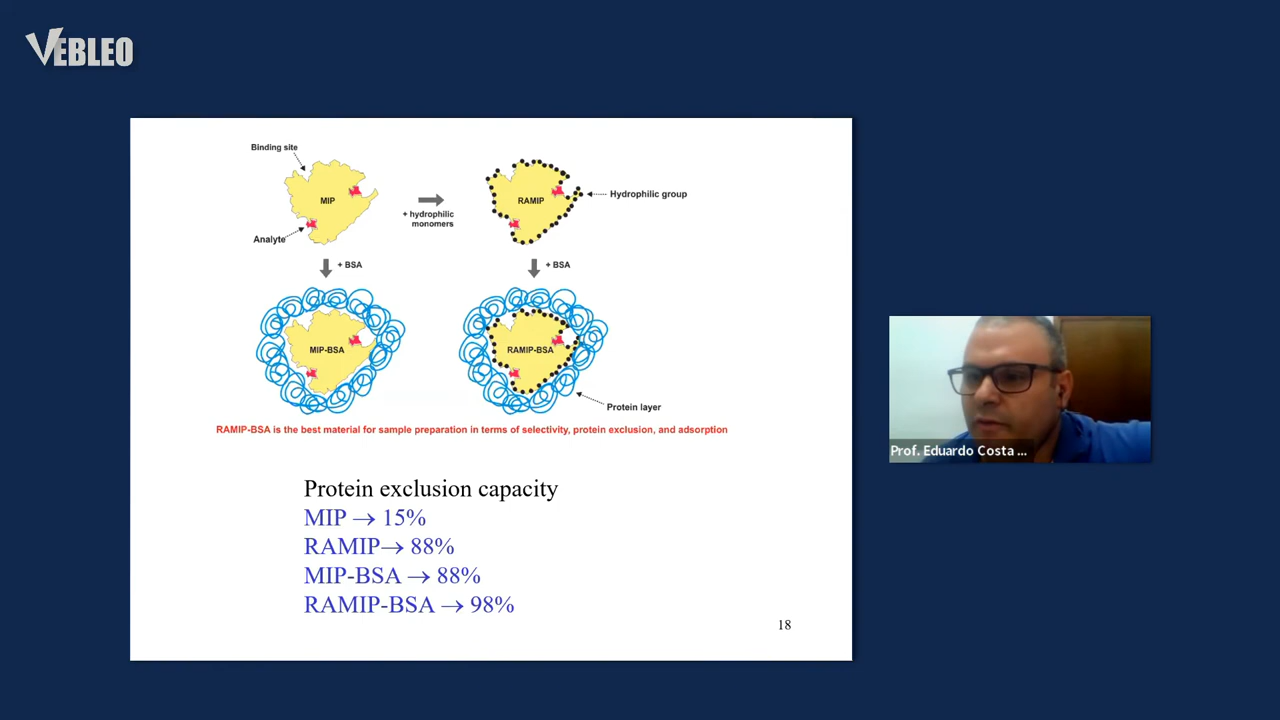 VEBLEO
Binding site
MIP
Analyte
+ hydrophilic
monomers
RAMIP
Hydrophilic group
+ BSA
+ BSA
MIP-BSA
RAMIP-BSA
Protein layer
RAMIP-BSA is the best material for sample preparation in terms of selectivity, protein exclusion, and adsorption
Protein exclusion capacity
MIP → 15%
RAMIP→ 88%
MIP-BSA → 88%
RAMIP-BSA → 98%
18
Prof. Eduardo Costa ...